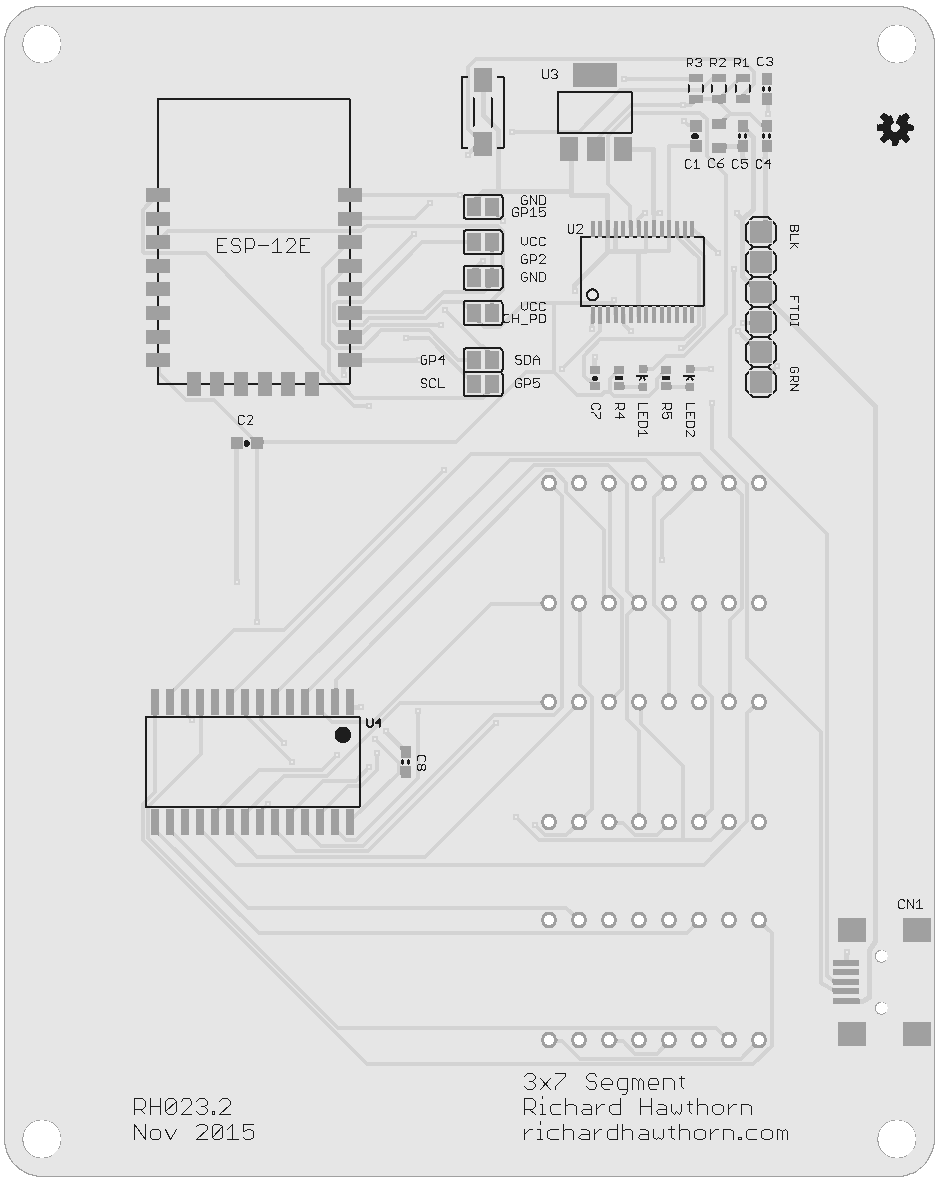 U3
R3 R2 R1 C3
C1 C6 C5 C4
GND
GP15
U2
VCC
ESP-12E
GP2
GND
VCC
CH_PD
BLK
FTDI
GRN
GP4 SDA
SCL GP5
C7 R4 LED1 R5 LED2
C2
U4
C8
CN1
3x7 Segment
RH023.2
Richard Hawthorn
Nov 2015
richardhawthorn.com